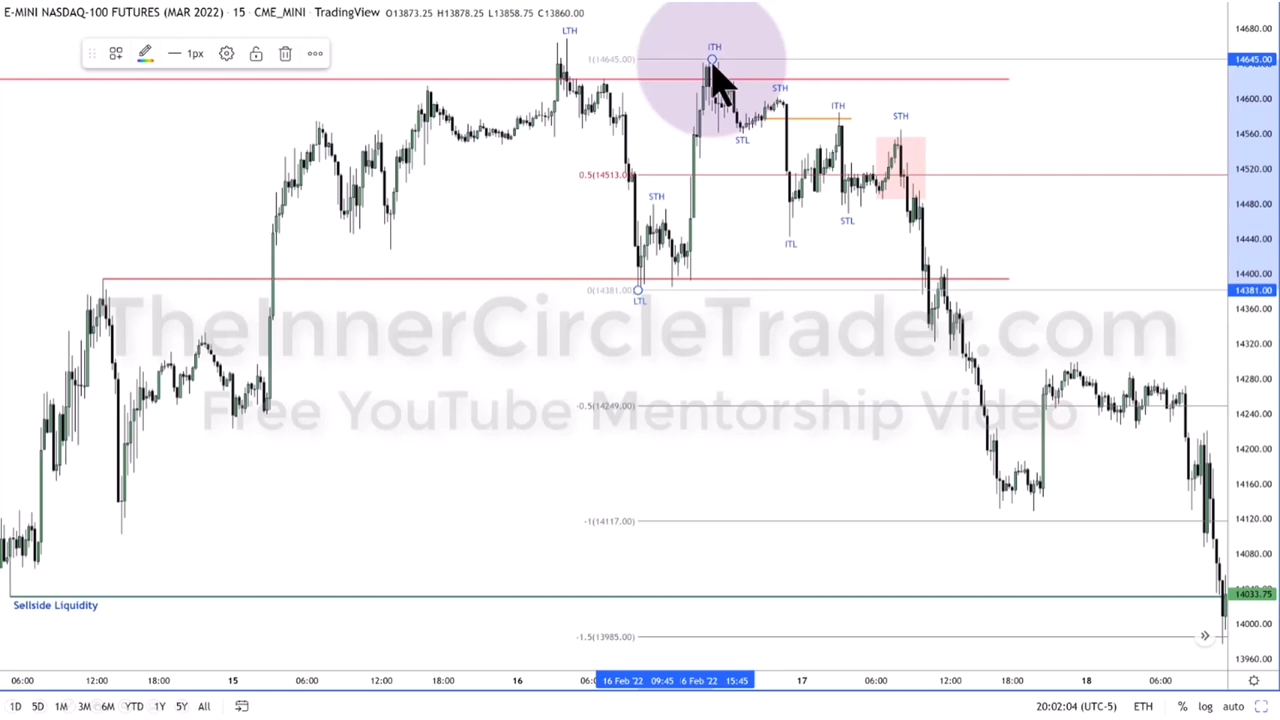 E-MINI NASDAQ-100 FUTURES (MAR 2022) · 15 · CME_MINI · TradingView O13873.25 H13878.25 L13858.75 C13860.00
1px
LTH
ITH
1(14645.00)
STH
ITH
STH
STL
0.5(14513.00)
STH
STL
ITL
0(14381.00)
LTL
TheInnerCircleTrader.com
Free YouTube Mentorship Video
-0.5(14249.00)
-1(14117.00)
Sellside Liquidity
-1.5(13985.00)
14680.00
14645.00
14600.00
14560.00
14520.00
14480.00
14440.00
14400.00
14381.00
14360.00
14320.00
14280.00
14240.00
14200.00
14160.00
14120.00
14080.00
14033.75
14000.00
13960.00
06:00 12:00 18:00 15 06:00 12:00 18:00 16 16 Feb '22 09:45 15:45 17 06:00 12:00 18:00 18 06:00
1D 5D 1M 3M 6M YTD 1Y 5Y All 20:02:04 (UTC-5) ETH % log auto